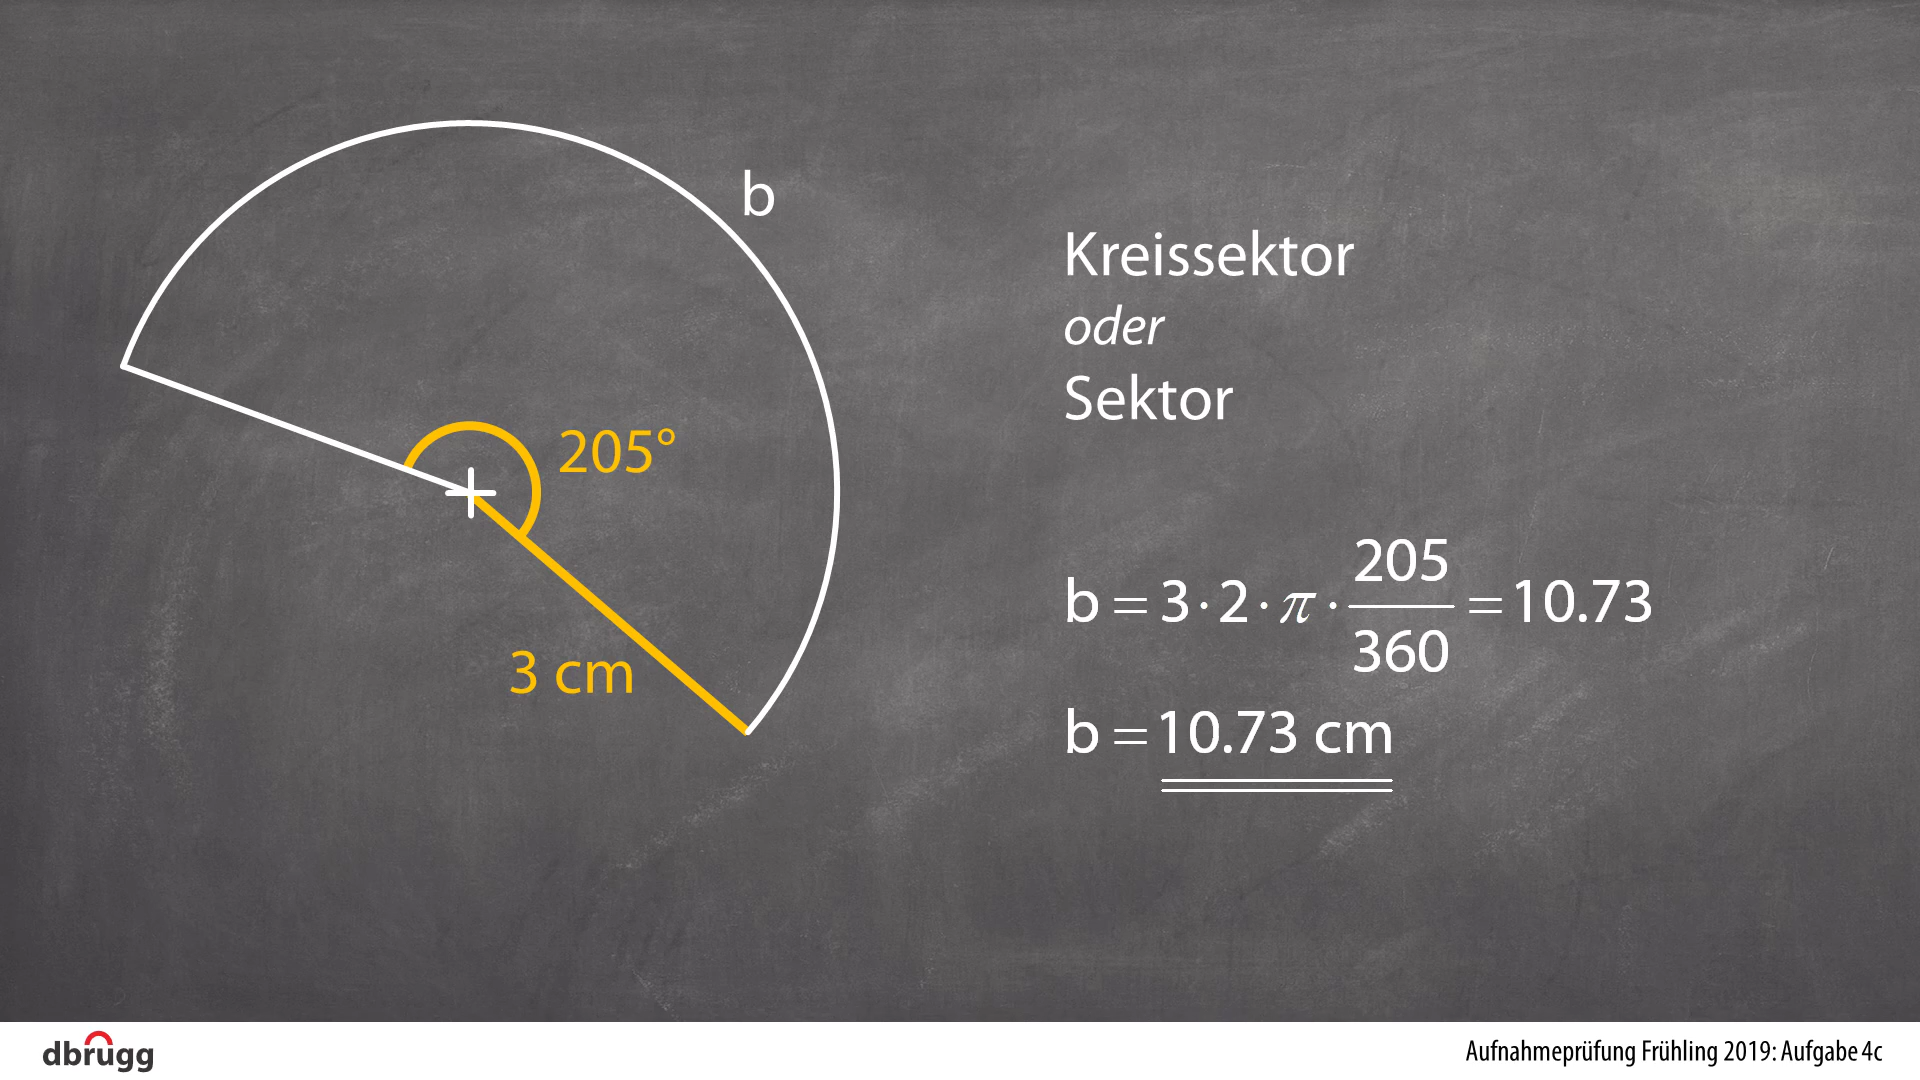 b
205°
3 cm
Kreissektor
oder
Sektor
b = 3 · 2 · π · 205/360 = 10.73
b = 10.73 cm
dbrugg
Aufnahmeprüfung Frühling 2019: Aufgabe 4c